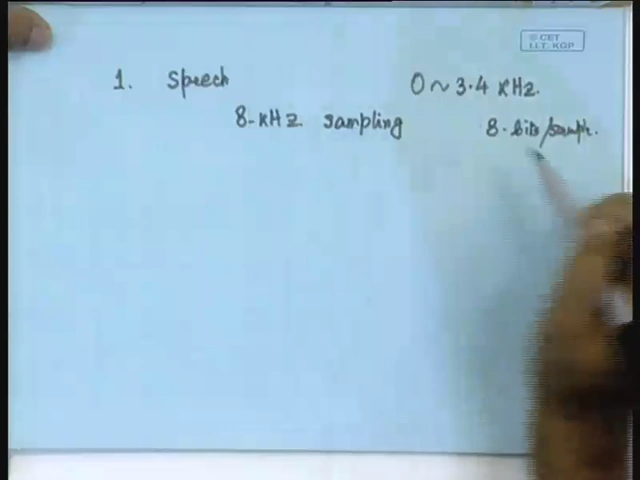 © CET
I.I.T. KGP
1. Speech 0 ~ 3.4 KHz.
8-KHz sampling 8-bits/sample.